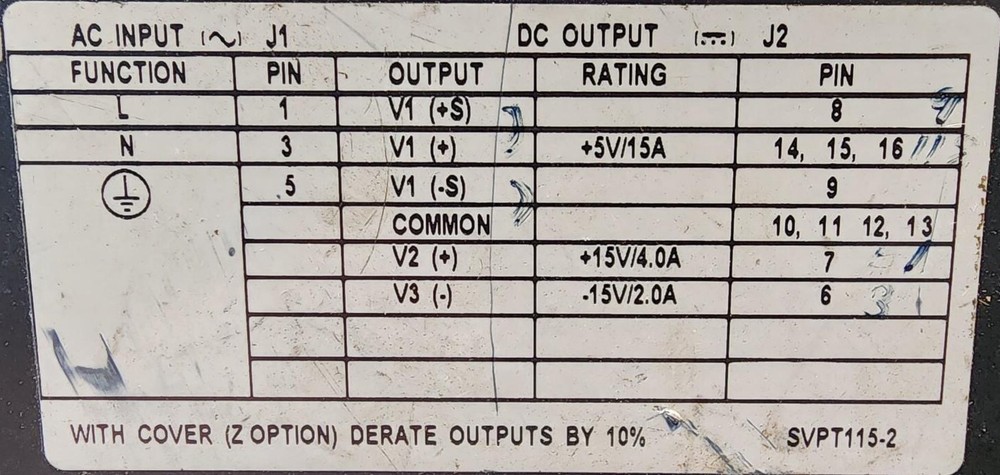 AC INPUT (~) J1 DC OUTPUT (⎓) J2
FUNCTION PIN OUTPUT RATING PIN
L 1 V1 (+S) 8
N 3 V1 (+) +5V/15A 14, 15, 16
5 V1 (-S) 9
COMMON 10, 11 12, 13
V2 (+) +15V/4.0A 7
V3 (-) -15V/2.0A 6
WITH COVER (Z OPTION) DERATE OUTPUTS BY 10% SVPT115-2